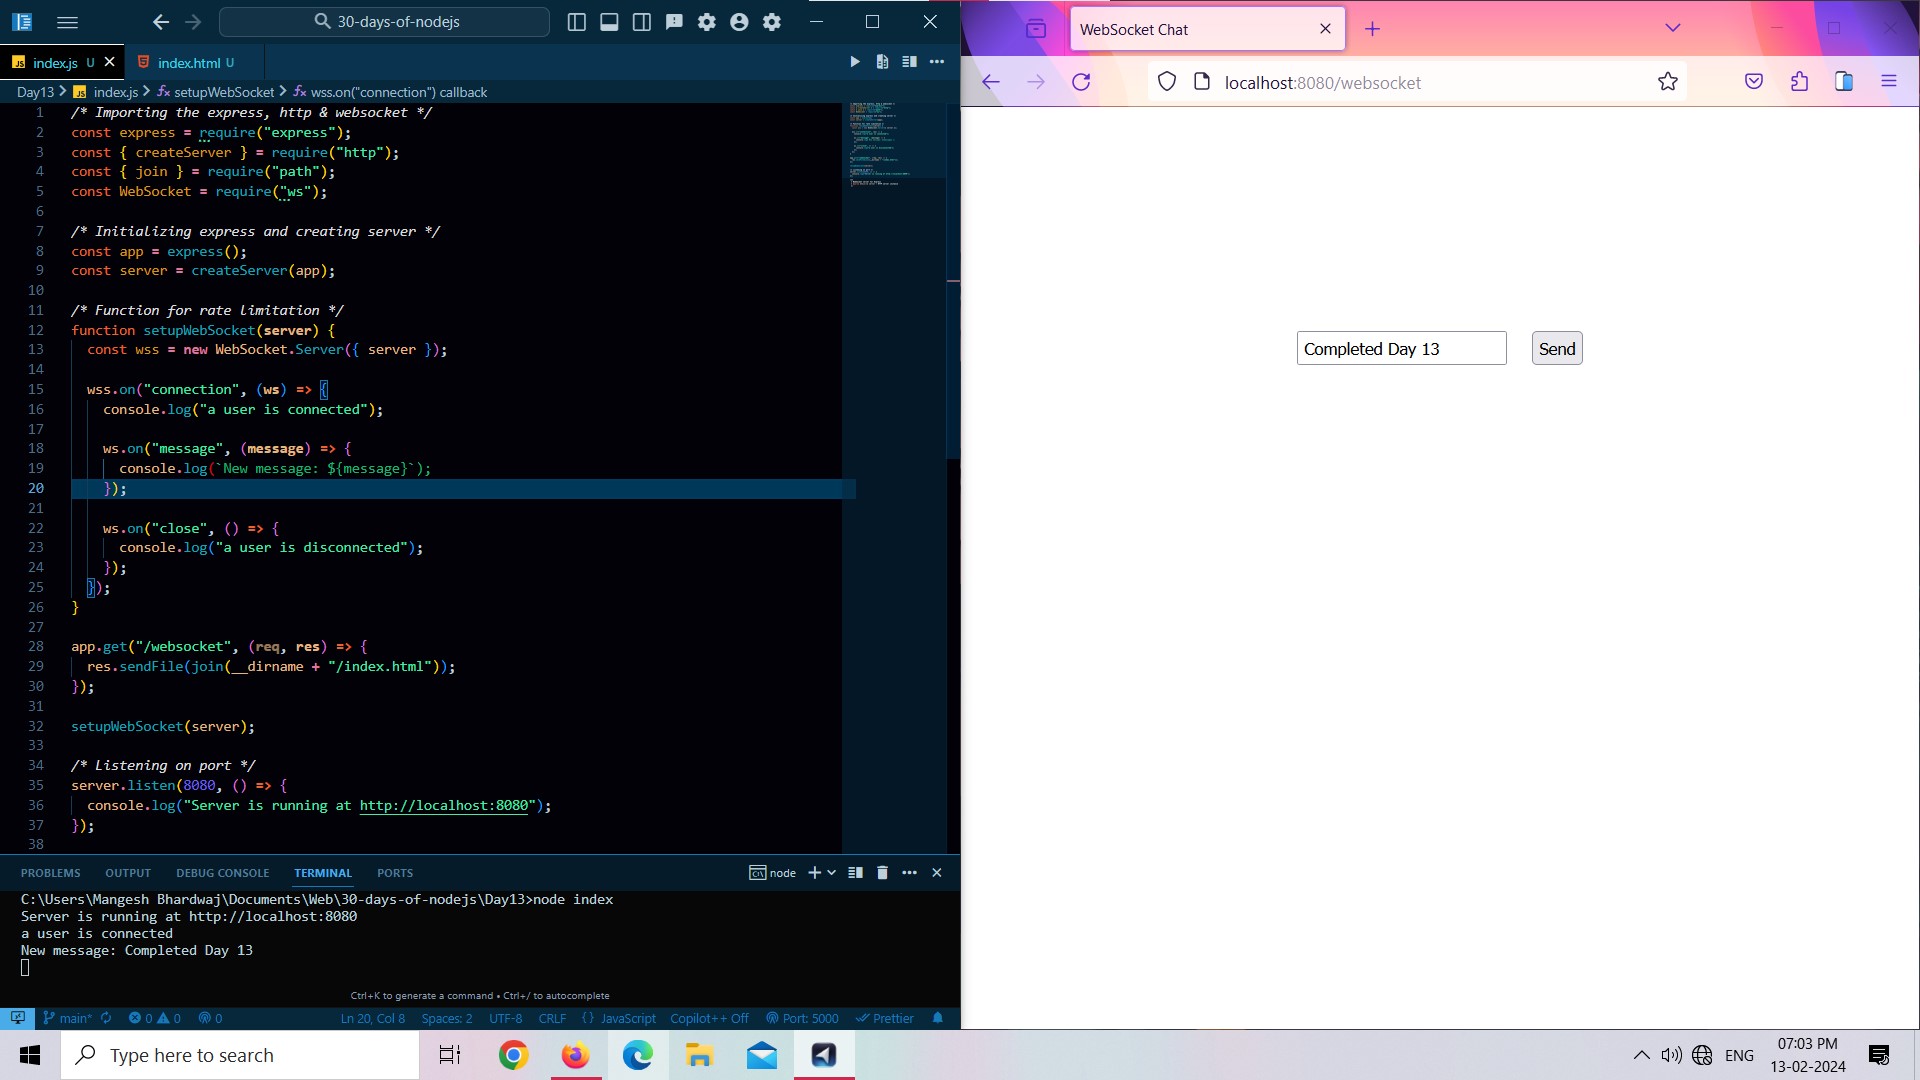 30-days-of-nodejs
index.js U
index.html U
Day13 > index.js > setupWebSocket > wss.on("connection") callback
1 /* Importing the express, http & websocket */
2 const express = require("express");
3 const { createServer } = require("http");
4 const { join } = require("path");
5 const WebSocket = require("ws");
6
7 /* Initializing express and creating server */
8 const app = express();
9 const server = createServer(app);
10
11 /* Function for rate limitation */
12 function setupWebSocket(server) {
13 const wss = new WebSocket.Server({ server });
14
15 wss.on("connection", (ws) => {
16 console.log("a user is connected");
17
18 ws.on("message", (message) => {
19 console.log(`New message: ${message}`);
20 });
21
22 ws.on("close", () => {
23 console.log("a user is disconnected");
24 });
25 });
26 }
27
28 app.get("/websocket", (req, res) => {
29 res.sendFile(join(__dirname + "/index.html"));
30 });
31
32 setupWebSocket(server);
33
34 /* Listening on port */
35 server.listen(8080, () => {
36 console.log("Server is running at http://localhost:8080");
37 });
38
PROBLEMS OUTPUT DEBUG CONSOLE TERMINAL PORTS
node
C:\Users\Mangesh Bhardwaj\Documents\Web\30-days-of-nodejs\Day13>node index
Server is running at http://localhost:8080
a user is connected
New message: Completed Day 13
Ctrl+K to generate a command • Ctrl+/ to autocomplete
main* 0 0 0 Ln 20, Col 8 Spaces: 2 UTF-8 CRLF {} JavaScript Copilot++ Off Port: 5000 Prettier
WebSocket Chat
localhost:8080/websocket
Completed Day 13
Send
Type here to search
ENG
07:03 PM
13-02-2024